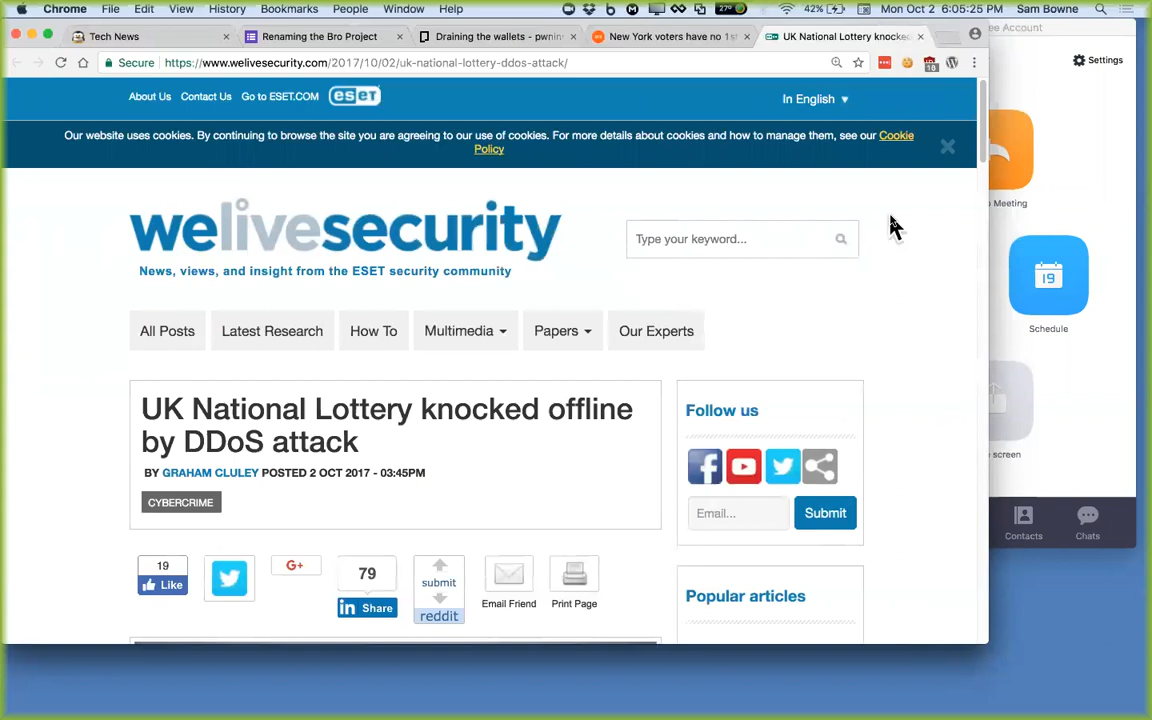 Chrome File Edit View History Bookmarks People Window Help 27° 42% Mon Oct 2 6:05:25 PM Sam Bowne
Tech News Renaming the Bro Project Draining the wallets - pwnin New York voters have no 1st UK National Lottery knocked
ee Account
Secure https://www.welivesecurity.com/2017/10/02/uk-national-lottery-ddos-attack/ 10
Settings
About Us Contact Us Go to ESET.COM eset
In English
Our website uses cookies. By continuing to browse the site you are agreeing to our use of cookies. For more details about cookies and how to manage them, see our Cookie
Policy
Meeting
welivesecurity
Type your keyword...
News, views, and insight from the ESET security community
19
Schedule
All Posts Latest Research How To Multimedia Papers Our Experts
UK National Lottery knocked offline
by DDoS attack
BY GRAHAM CLULEY POSTED 2 OCT 2017 - 03:45PM
CYBERCRIME
Follow us
Email... Submit
screen
Contacts Chats
19
Like
G+
79
in Share
submit
reddit
Email Friend
Print Page
Popular articles